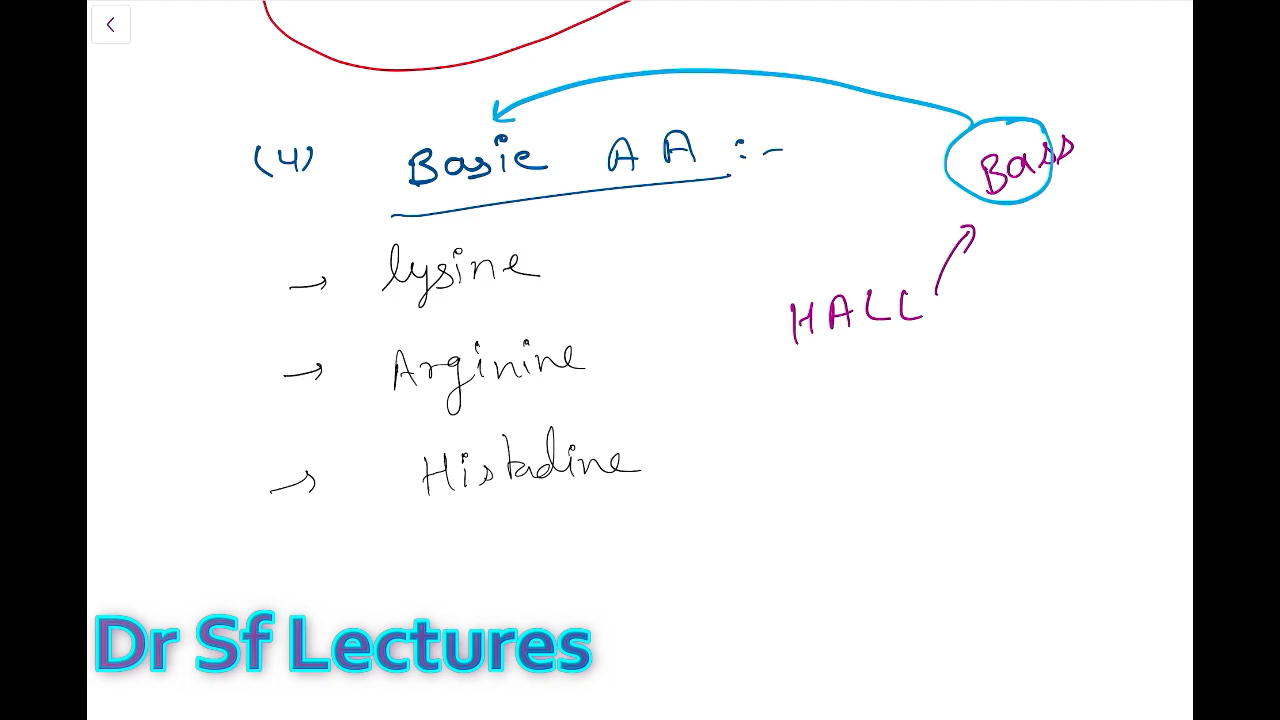 (4) Basic AA :-
Bass
→ lysine
HALL
→ Arginine
→ Histadine
Dr Sf Lectures